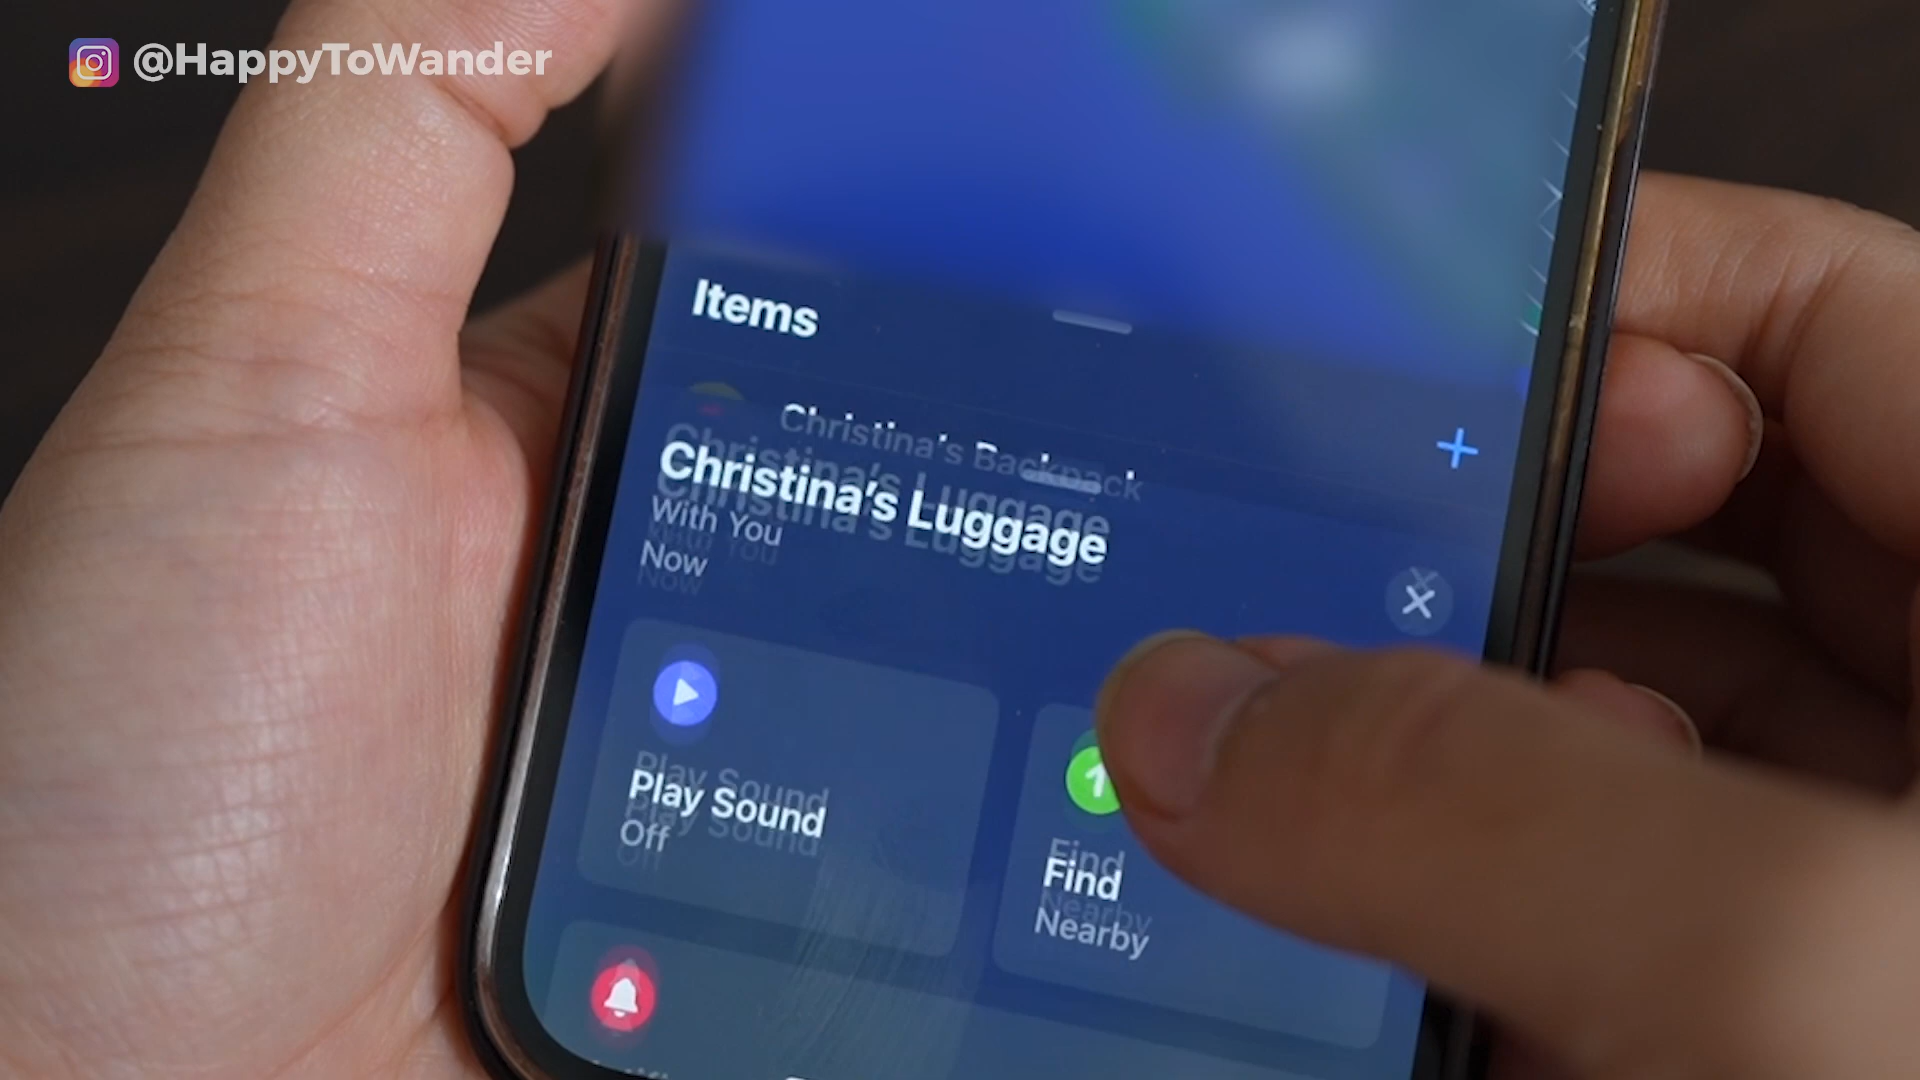 @HappyToWander
Items
Christina's Backpack
Christina's Luggage
With You
Now
Play Sound
Off
Find
Nearby